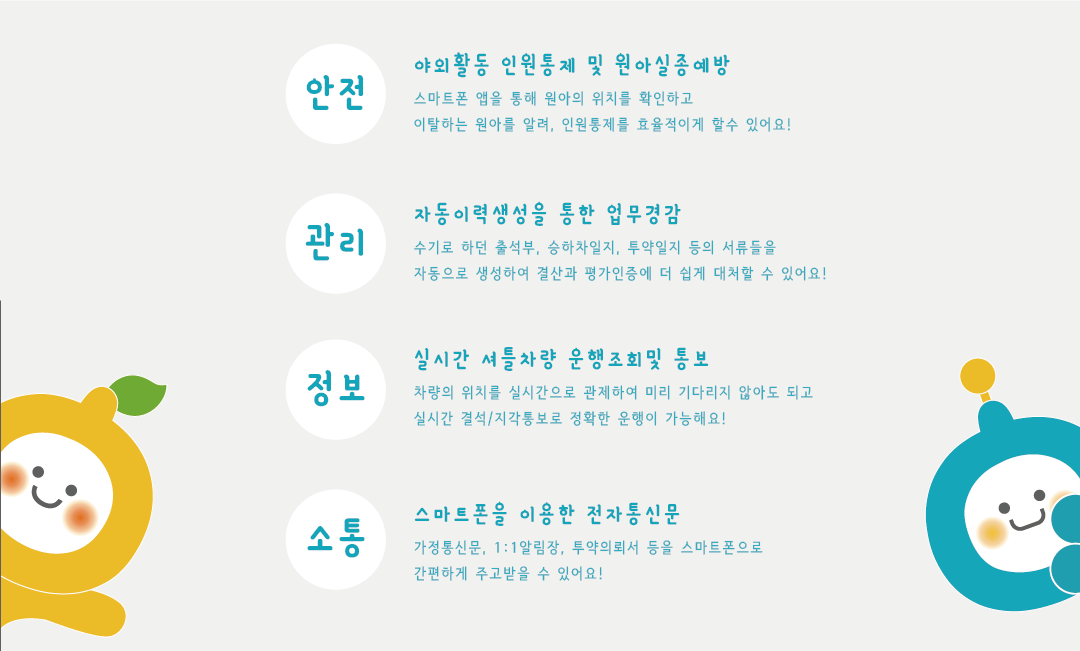 안전
야외활동 인원통제 및 원아실종예방
스마트폰 앱을 통해 원아의 위치를 확인하고
이탈하는 원아를 알려, 인원통제를 효율적이게 할수 있어요!
관리
자동이력생성을 통한 업무경감
수기로 하던 출석부, 승하차일지, 투약일지 등의 서류들을
자동으로 생성하여 결산과 평가인증에 더 쉽게 대처할 수 있어요!
정보
실시간 셔틀차량 운행조회및 통보
차량의 위치를 실시간으로 관제하여 미리 기다리지 않아도 되고
실시간 결석/지각통보로 정확한 운행이 가능해요!
소통
스마트폰을 이용한 전자통신문
가정통신문, 1:1알림장, 투약의뢰서 등을 스마트폰으로
간편하게 주고받을 수 있어요!